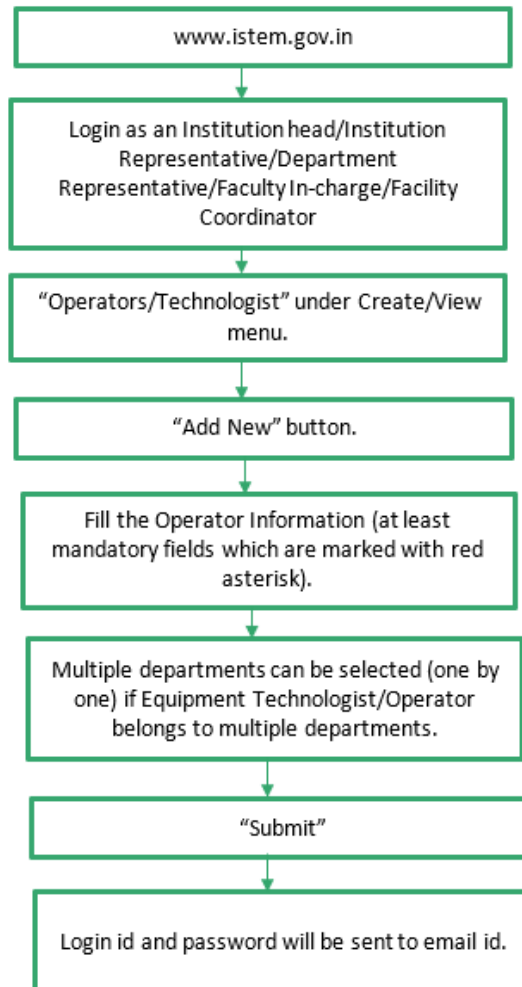 www.istem.gov.in
Login as an Institution head/Institution
Representative/Department
Representative/Faculty In-charge/Facility
Coordinator
“Operators/Technologist” under Create/View
menu.
“Add New” button.
Fill the Operator Information (at least
mandatory fields which are marked with red
asterisk).
Multiple departments can be selected (one by
one) if Equipment Technologist/Operator
belongs to multiple departments.
“Submit”
Login id and password will be sent to email id.